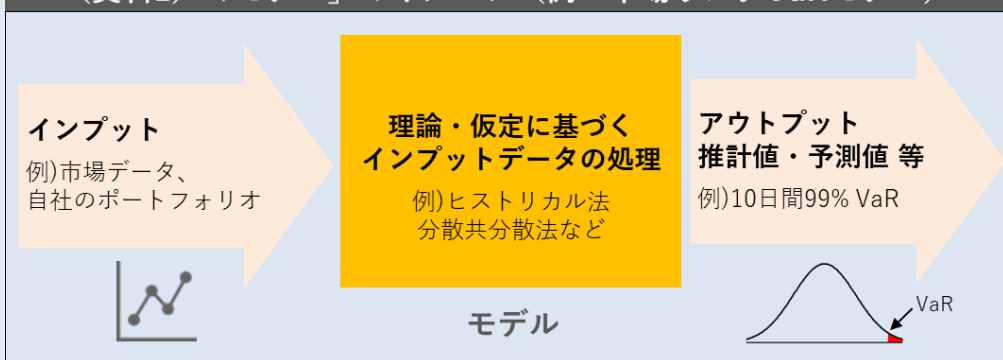 インプット
例)市場データ、
自社のポートフォリオ
理論・仮定に基づく
インプットデータの処理
例)ヒストリカル法
分散共分散法など
アウトプット
推計値・予測値 等
例)10日間99% VaR
モデル
VaR